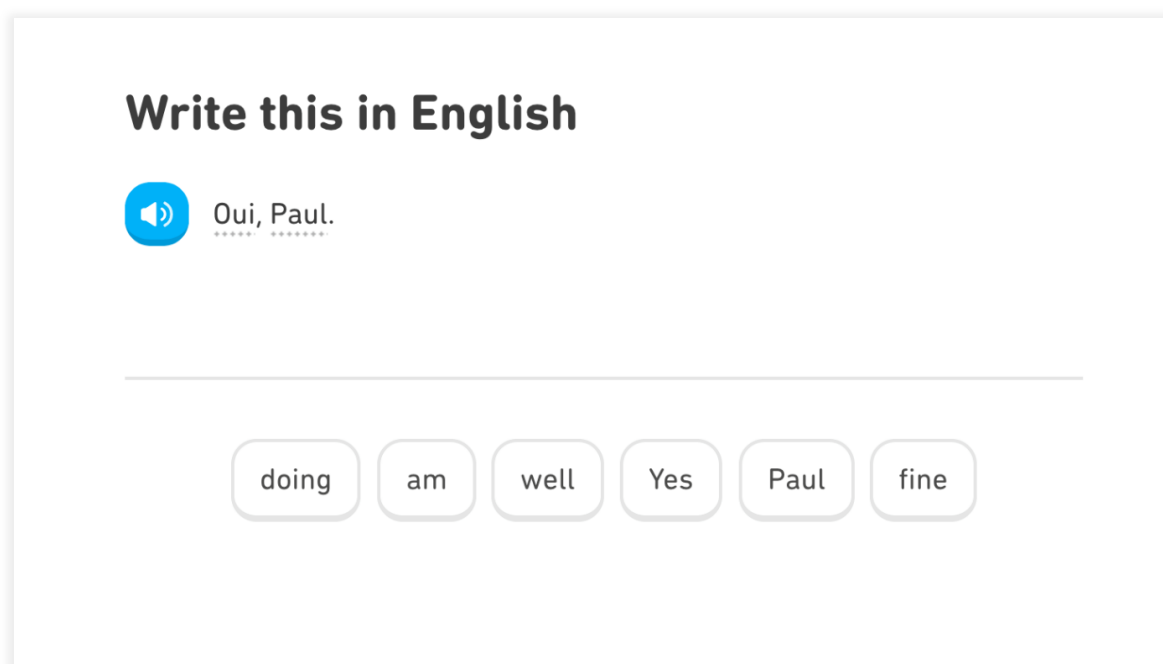 Write this in English
Oui, Paul.
doing am well Yes Paul fine